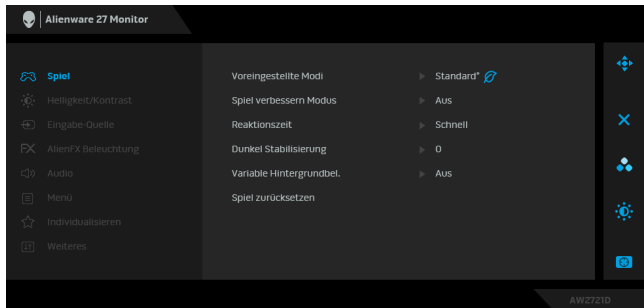 Alienware 27 Monitor
Spiel
Voreingestellte Modi Standard*
Helligkeit/Kontrast
Spiel verbessern Modus Aus
Eingabe-Quelle
Reaktionszeit Schnell
FX AlienFX Beleuchtung
Dunkel Stabilisierung 0
Audio
Variable Hintergrundbel. Aus
Menü
Spiel zurücksetzen
Individualisieren
Weiteres
AW2721D